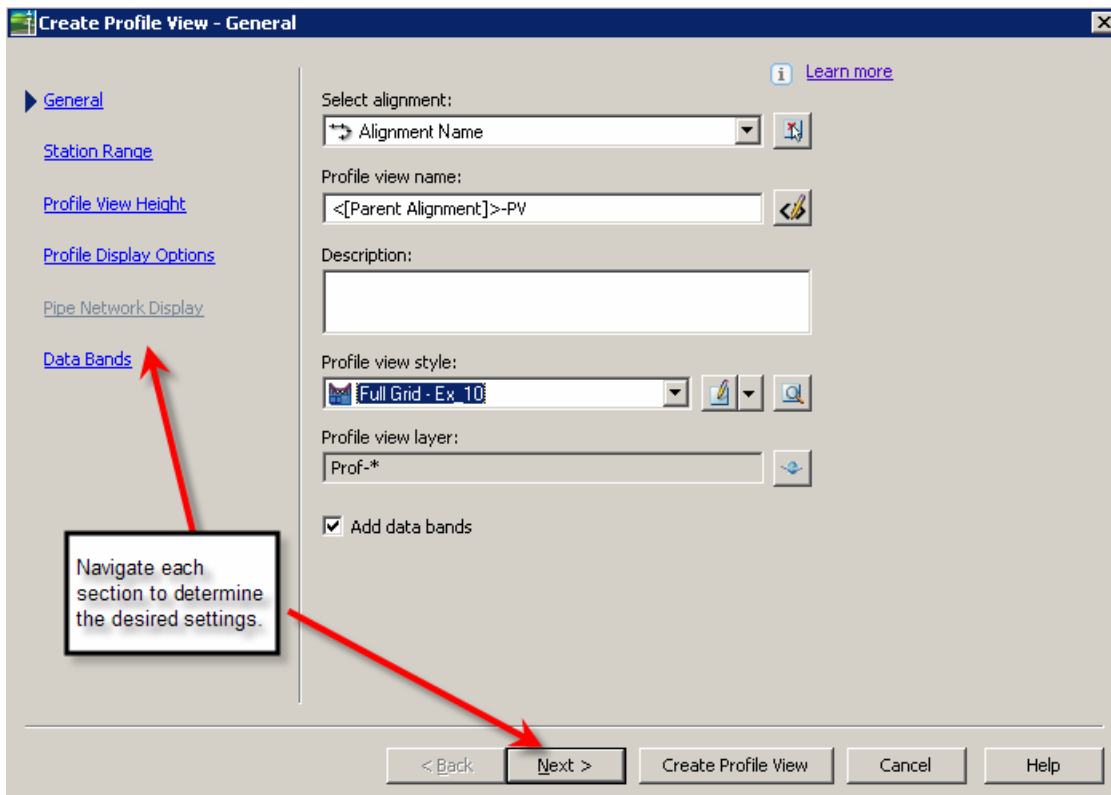 Create Profile View - General
Learn more
General
Station Range
Profile View Height
Profile Display Options
Pipe Network Display
Data Bands
Select alignment:
Alignment Name
Profile view name:
<[Parent Alignment]>-PV
Description:
Profile view style:
Full Grid - Ex_10
Profile view layer:
Prof-*
Add data bands
Navigate each
section to determine
the desired settings.
< Back
Next >
Create Profile View
Cancel
Help